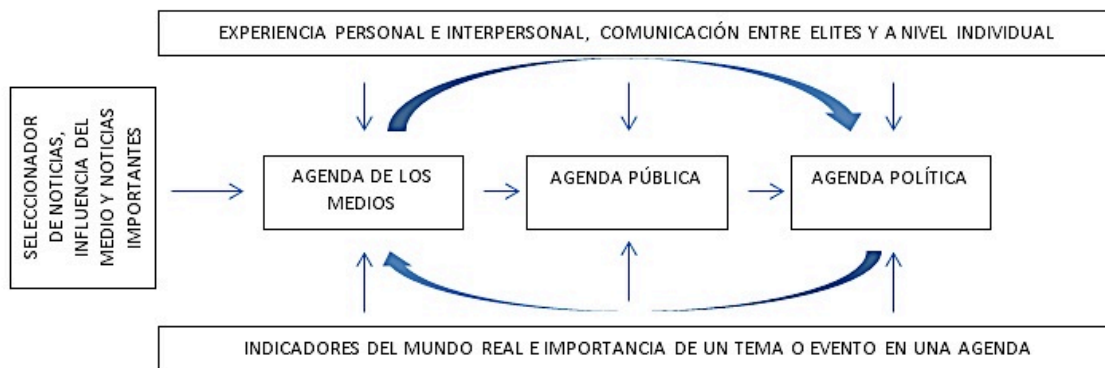 EXPERIENCIA PERSONAL E INTERPERSONAL, COMUNICACIÓN ENTRE ELITES Y A NIVEL INDIVIDUAL
SELECCIONADOR
DE NOTICIAS,
INFLUENCIA DEL
MEDIO Y NOTICIAS
IMPORTANTES
AGENDA DE LOS
MEDIOS
AGENDA PÚBLICA
AGENDA POLÍTICA
INDICADORES DEL MUNDO REAL E IMPORTANCIA DE UN TEMA O EVENTO EN UNA AGENDA